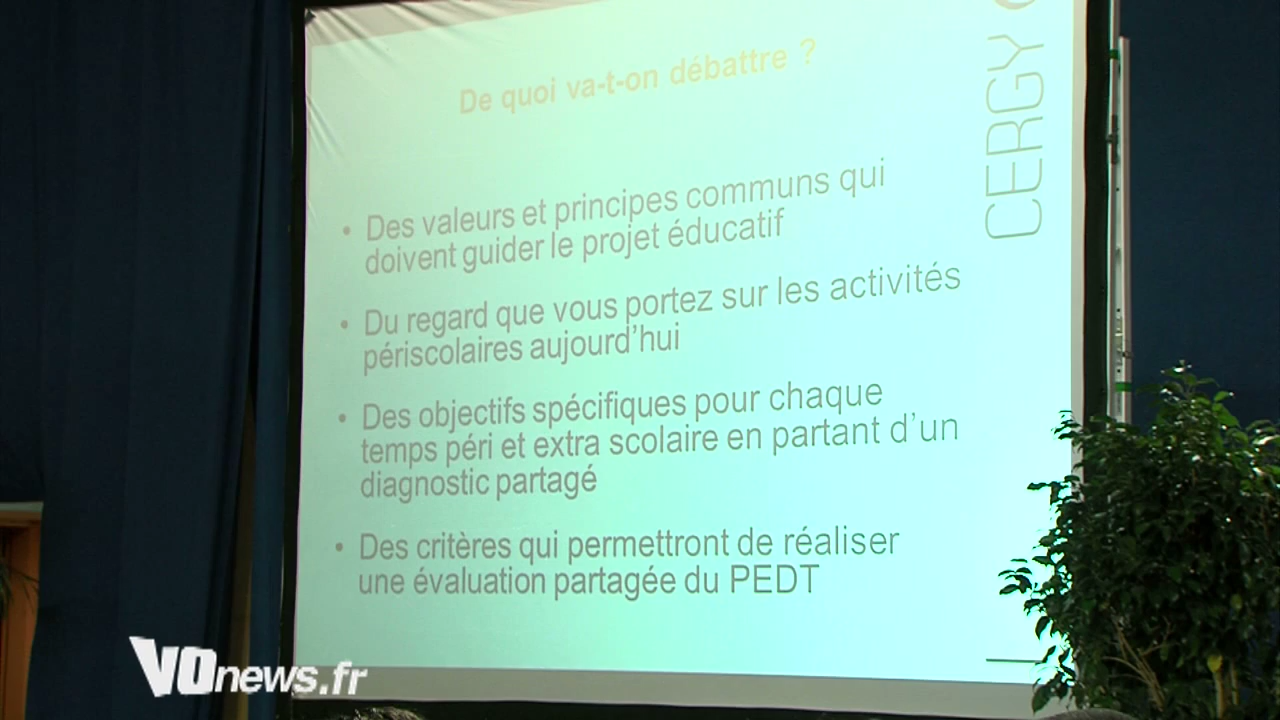 De quoi va-t-on débattre ?
CERGY
• Des valeurs et principes communs qui
doivent guider le projet éducatif
• Du regard que vous portez sur les activités
périscolaires aujourd'hui
• Des objectifs spécifiques pour chaque
temps péri et extra scolaire en partant d'un
diagnostic partagé
• Des critères qui permettront de réaliser
une évaluation partagée du PEDT
VOnews.fr